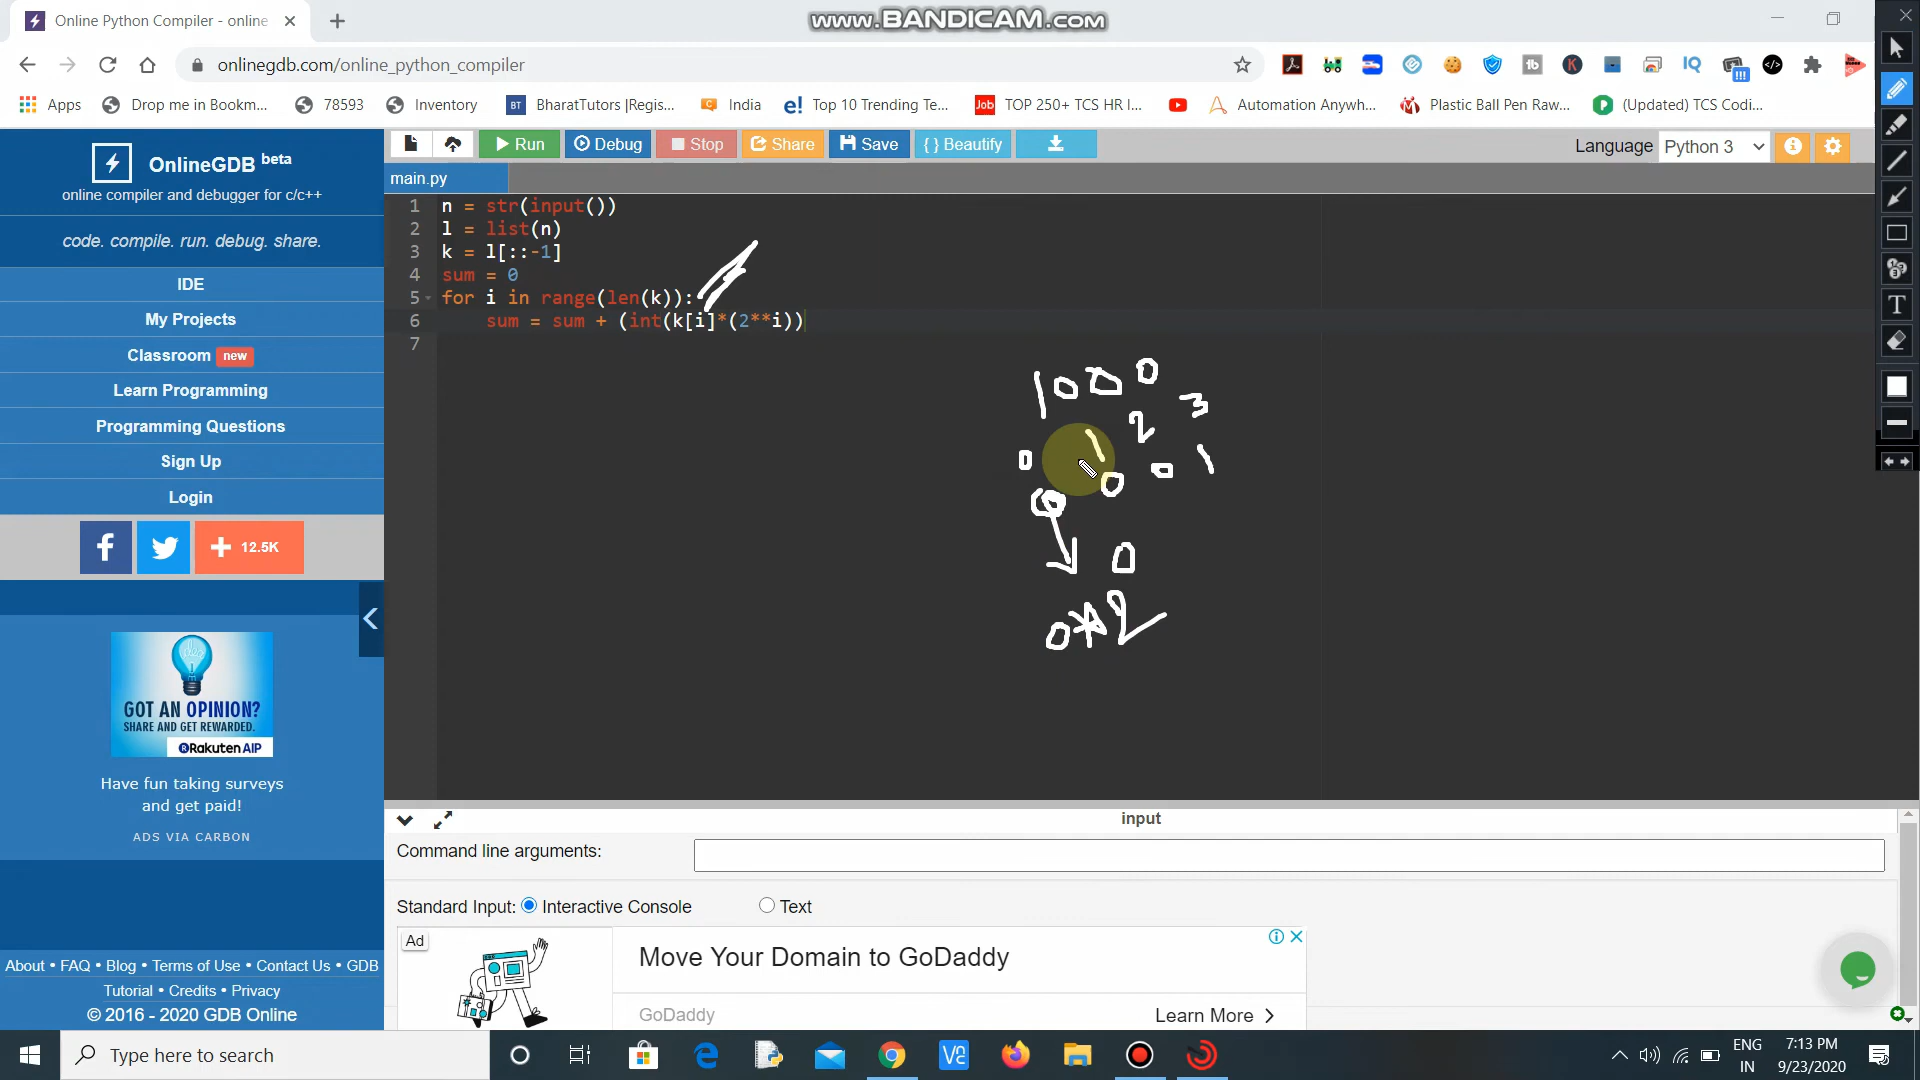 Online Python Compiler - online
www.BANDICAM.com
onlinegdb.com/online_python_compiler
Apps Drop me in Bookm... 78593 Inventory BT BharatTutors |Regis... India e! Top 10 Trending Te... Job TOP 250+ TCS HR I... Automation Anywh... Plastic Ball Pen Raw... (Updated) TCS Codi...
OnlineGDB beta
online compiler and debugger for c/c++
code. compile. run. debug. share.
IDE
My Projects
Classroom new
Learn Programming
Programming Questions
Sign Up
Login
f + 12.5K
GOT AN OPINION?
SHARE AND GET REWARDED.
Rakuten AIP
Have fun taking surveys
and get paid!
ADS VIA CARBON
About • FAQ • Blog • Terms of Use • Contact Us • GDB
Tutorial • Credits • Privacy
© 2016 - 2020 GDB Online
Run Debug Stop Share Save { } Beautify Language Python 3
main.py
1 n = str(input())
2 l = list(n)
3 k = l[::-1]
4 sum = 0
5 for i in range(len(k)):
6 sum = sum + (int(k[i]*(2**i))
7
1000
0 1 2 3
0 0 0 1
0
0*2
input
Command line arguments:
Standard Input: Interactive Console Text
Ad
Move Your Domain to GoDaddy
GoDaddy Learn More
Type here to search
ENG 7:13 PM
IN 9/23/2020